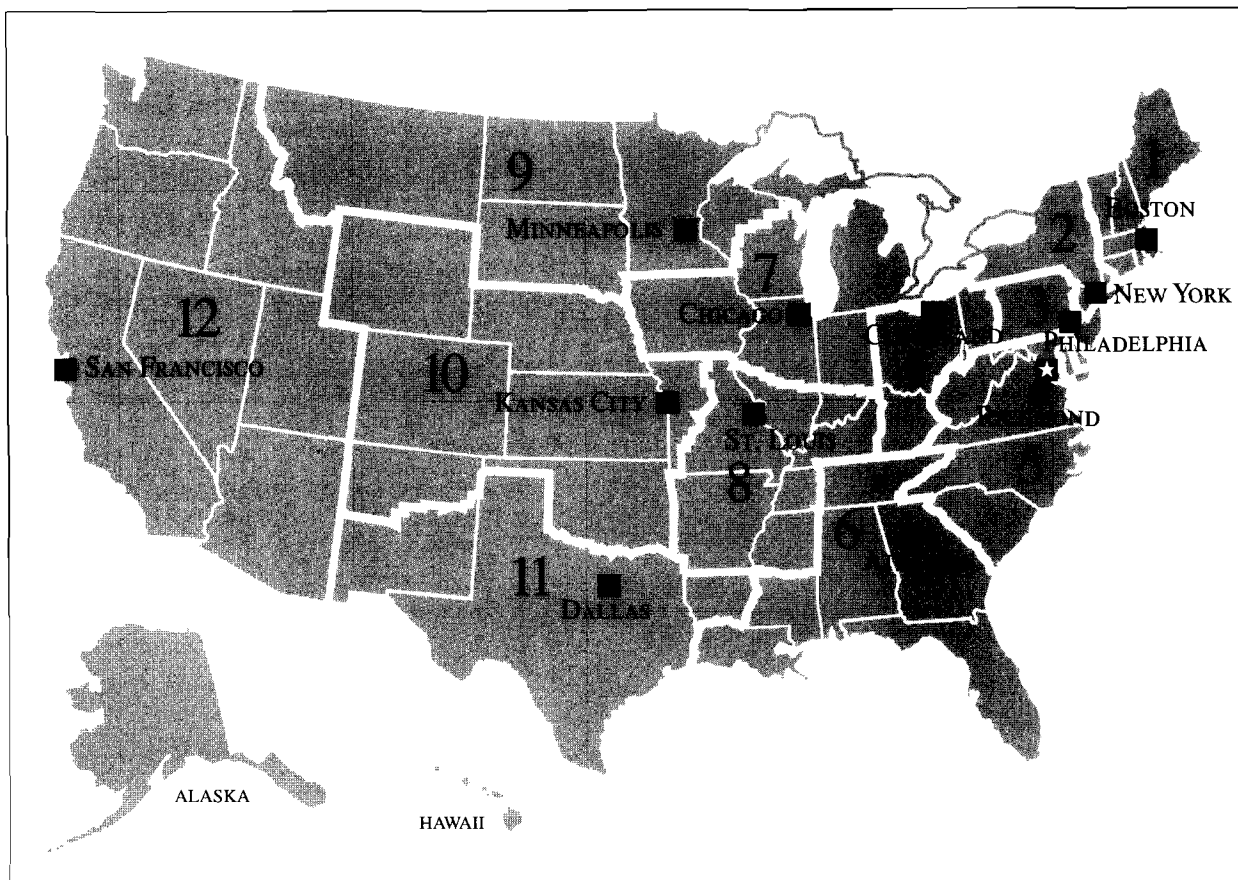 1
9
BOSTON
2
MINNEAPOLIS
7
12
NEW YORK
CHICAGO
3
PHILADELPHIA
SAN FRANCISCO
10
KANSAS CITY
ST. LOUIS
8
6
11
DALLAS
ALASKA
HAWAII